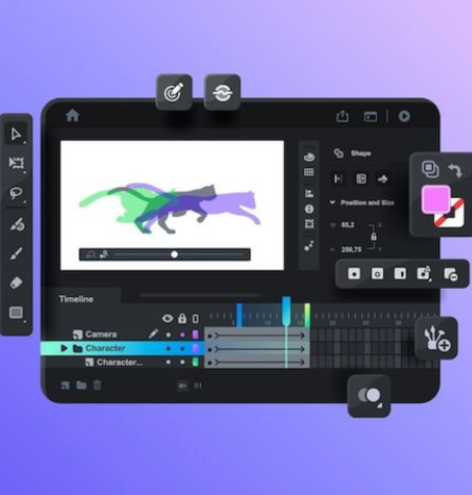 Shape
Position and Size
W 65,2 X
H 250,75 Y
Timeline
Camera
Character
Character...